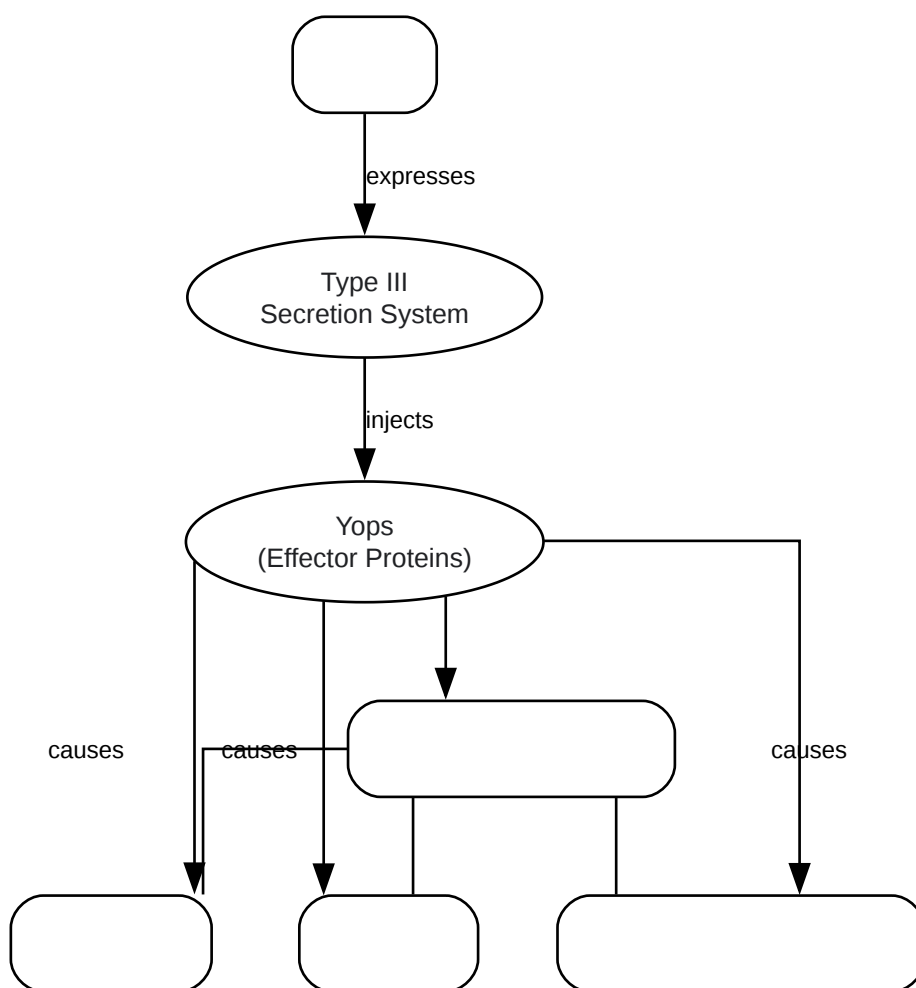 expresses
Type III
Secretion System
injects
Yops
(Effector Proteins)
causes
causes
causes